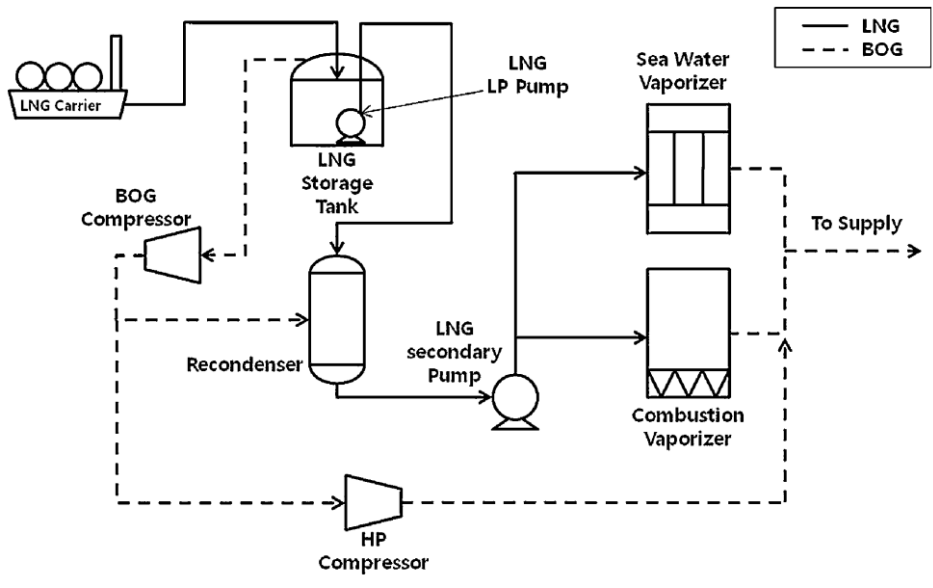 LNG
BOG
LNG Carrier
LNG
LP Pump
Sea Water
Vaporizer
LNG
Storage
Tank
BOG
Compressor
To Supply
Recondenser
LNG
secondary
Pump
Combustion
Vaporizer
HP
Compressor